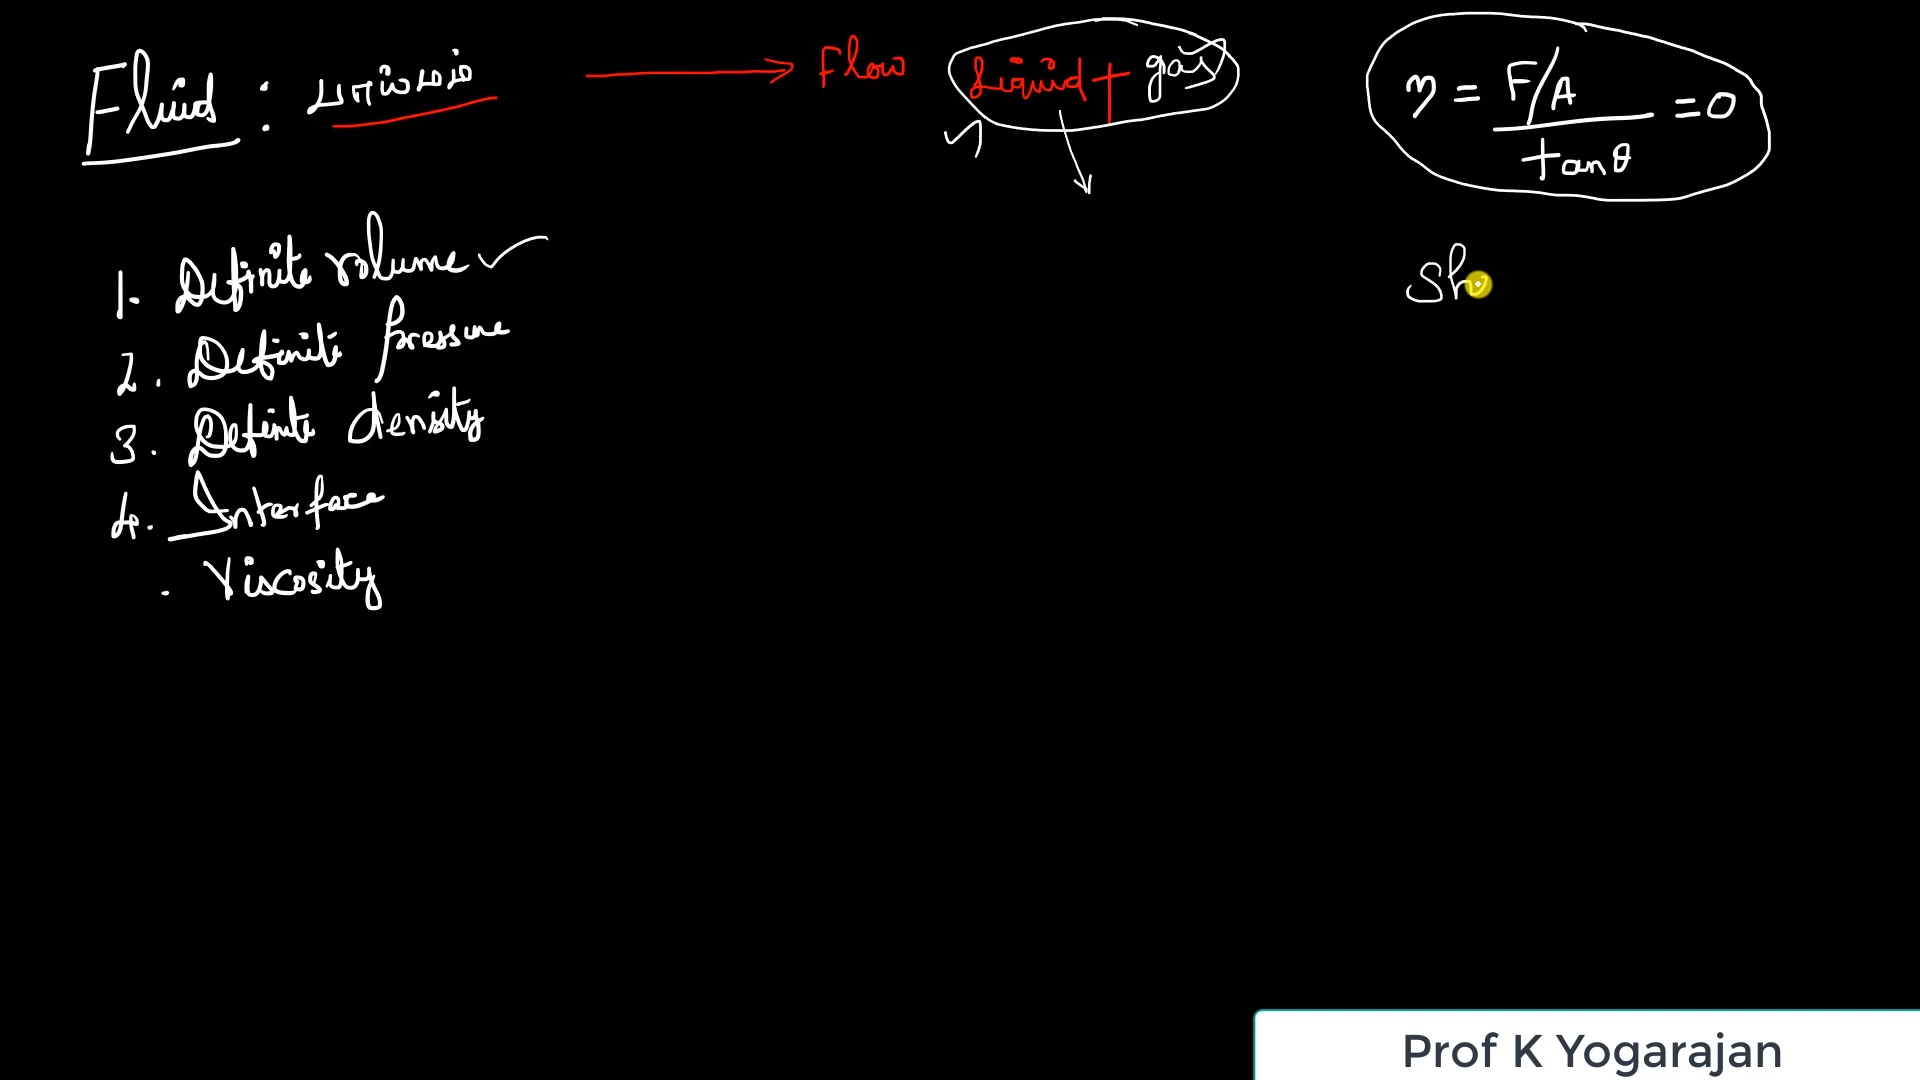 Fluid : பாய்மம் → Flow Liquid + gas
η = F/A / tanθ = 0
Sh
1. Definite volume ✓
2. Definite pressure
3. Definite density
4. Interface
. Viscosity
Prof K Yogarajan